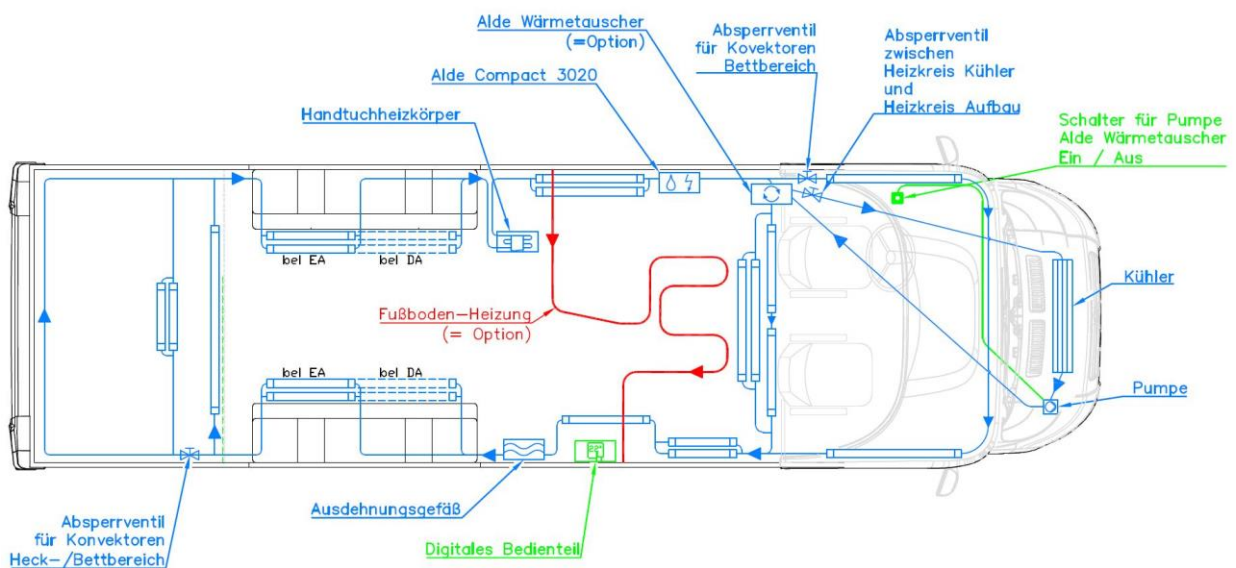 Alde Wärmetauscher
(=Option)
Absperrventil
für Kovektoren
Bettbereich
Absperrventil
zwischen
Heizkreis Kühler
und
Heizkreis Aufbau
Alde Compact 3020
Handtuchheizkörper
Schalter für Pumpe
Alde Wärmetauscher
Ein / Aus
bei EA
bei DA
Fußboden-Heizung
(= Option)
Kühler
bei EA
bei DA
Pumpe
Ausdehnungsgefäß
Absperrventil
für Konvektoren
Heck-/Bettbereich
Digitales Bedienteil